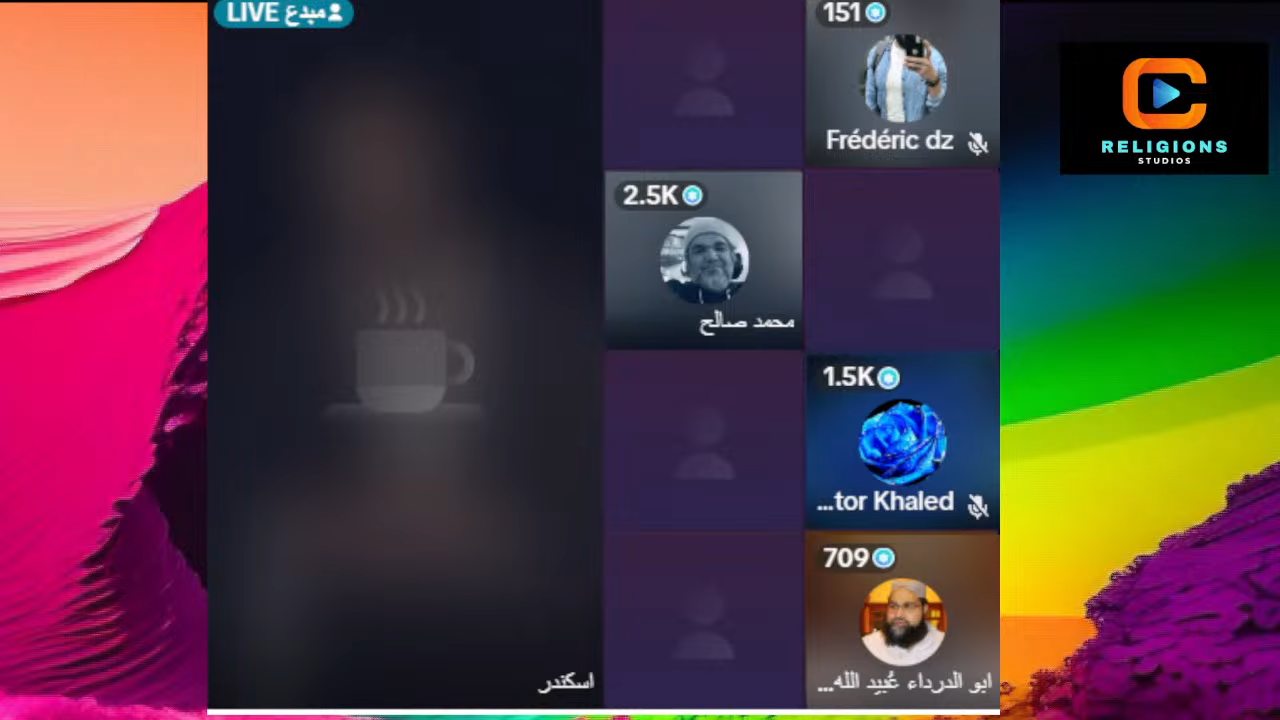 LIVE مبدع
151
Frédéric dz
2.5K
محمد صالح
1.5K
...tor Khaled
709
ابو الدرداء عُبيد الله...
اسكندر
RELIGIONS
STUDIOS